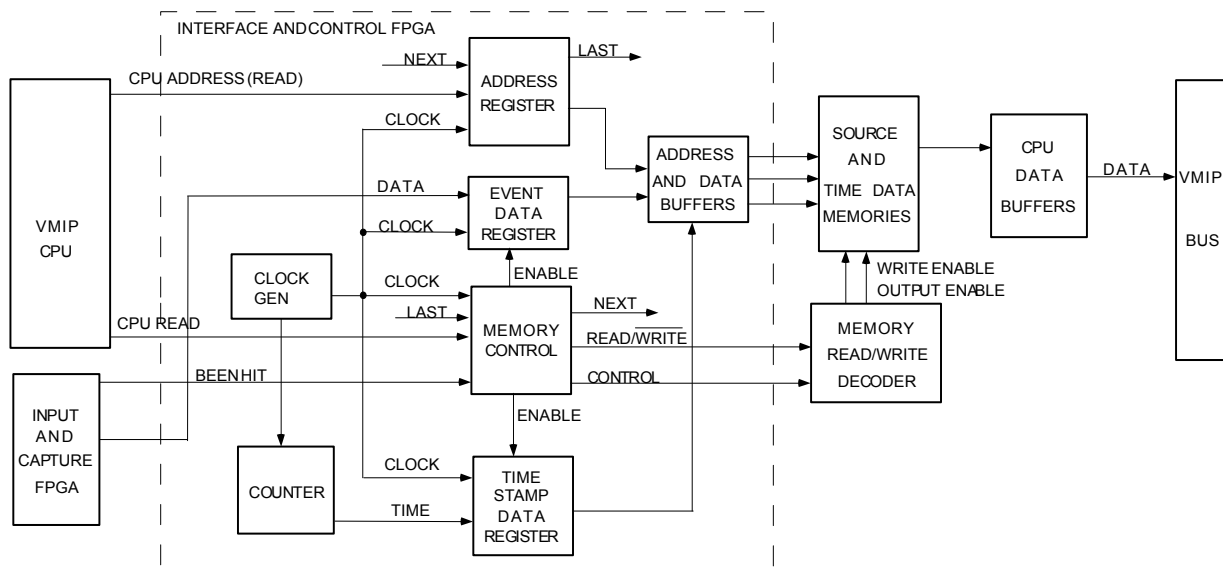 INTERFACE AND CONTROL FPGA
NEXT
LAST
CPU ADDRESS (READ)
ADDRESS
REGISTER
CLOCK
VMIP
CPU
DATA
EVENT
DATA
REGISTER
CLOCK
ENABLE
ADDRESS
AND DATA
BUFFERS
SOURCE
AND
TIME DATA
MEMORIES
CPU
DATA
BUFFERS
DATA
VMIP
BUS
CLOCK
GEN
CLOCK
LAST
CPU READ
MEMORY
CONTROL
NEXT
READ/WRITE
CONTROL
WRITE ENABLE
OUTPUT ENABLE
MEMORY
READ/WRITE
DECODER
BEEN HIT
ENABLE
INPUT
AND
CAPTURE
FPGA
COUNTER
CLOCK
TIME
TIME
STAMP
DATA
REGISTER